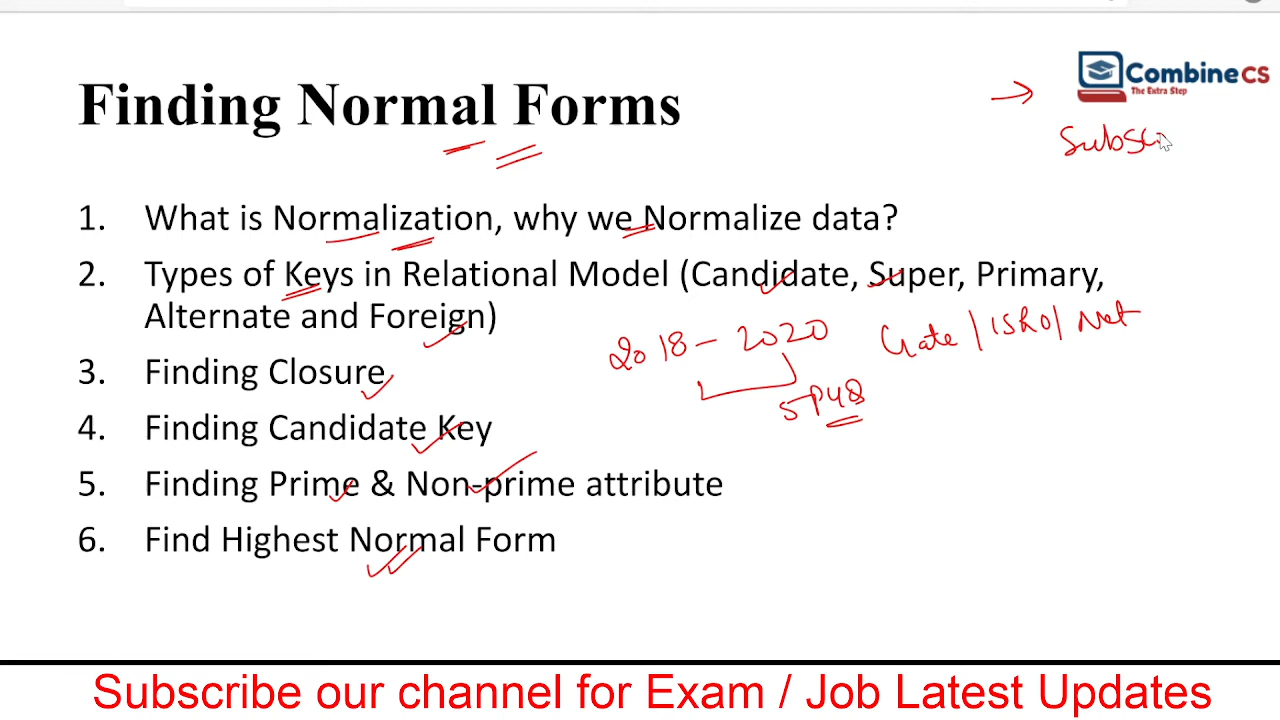 Finding Normal Forms
CombineCS
The Extra Step
Subsc
1. What is Normalization, why we Normalize data?
2. Types of Keys in Relational Model (Candidate, Super, Primary,
Alternate and Foreign)
2018 - 2020 Gate / ISRO / Net
3. Finding Closure
5 PYQ
4. Finding Candidate Key
5. Finding Prime & Non-prime attribute
6. Find Highest Normal Form
Subscribe our channel for Exam / Job Latest Updates